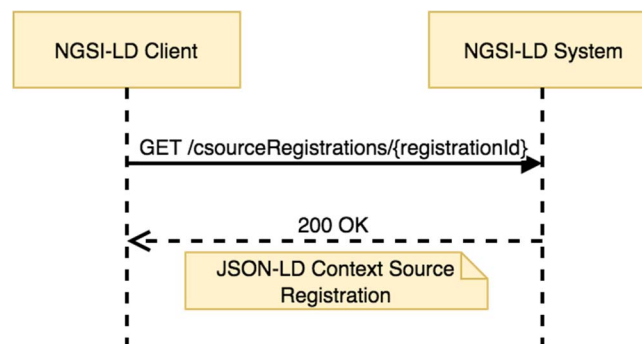 NGSI-LD Client
NGSI-LD System
GET /csourceRegistrations/{registrationId}
200 OK
JSON-LD Context Source
Registration